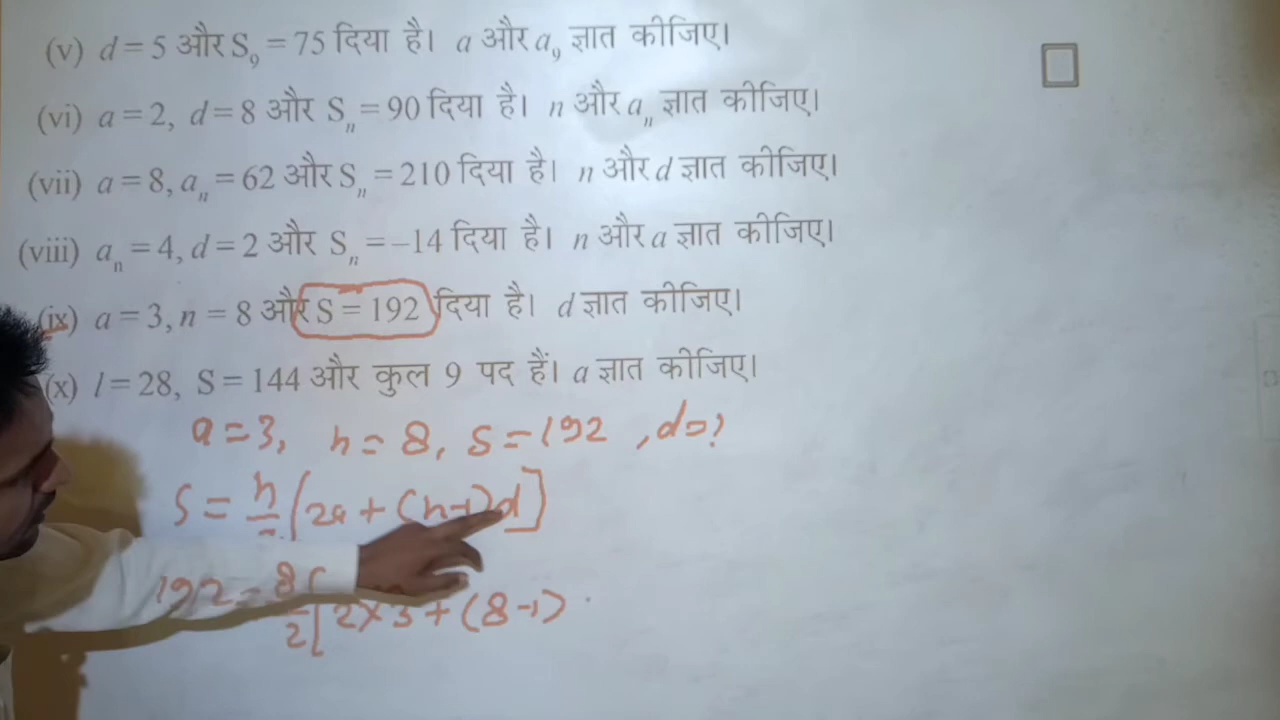 (v) d = 5 और S₉ = 75 दिया है। a और a₉ ज्ञात कीजिए।
(vi) a = 2, d = 8 और Sₙ = 90 दिया है। n और aₙ ज्ञात कीजिए।
(vii) a = 8, aₙ = 62 और Sₙ = 210 दिया है। n और d ज्ञात कीजिए।
(viii) aₙ = 4, d = 2 और Sₙ = –14 दिया है। n और a ज्ञात कीजिए।
(ix) a = 3, n = 8 और S = 192 दिया है। d ज्ञात कीजिए।
(x) l = 28, S = 144 और कुल 9 पद हैं। a ज्ञात कीजिए।
a = 3, n = 8, S = 192 , d = ?
S = n/2 [2a + (n-1)d]
192 = 8/2 [2×3 + (8-1)